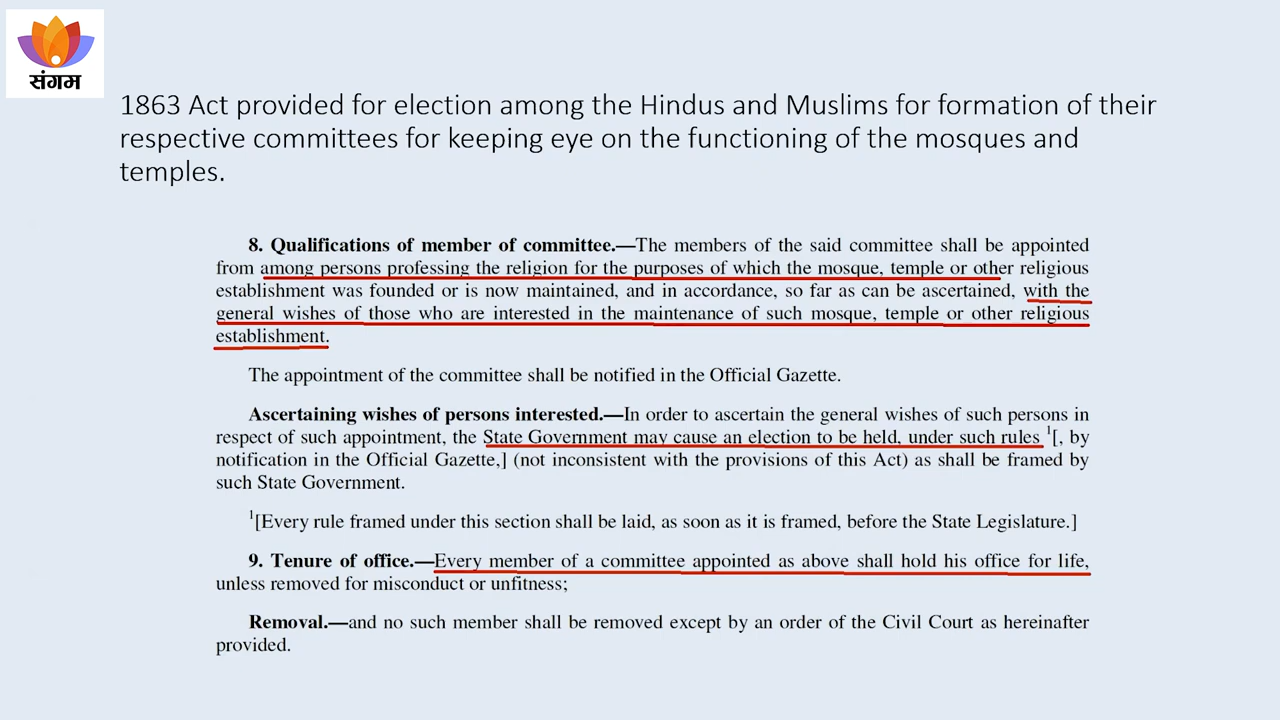 संगम
1863 Act provided for election among the Hindus and Muslims for formation of their
respective committees for keeping eye on the functioning of the mosques and
temples.
8. Qualifications of member of committee.—The members of the said committee shall be appointed
from among persons professing the religion for the purposes of which the mosque, temple or other religious
establishment was founded or is now maintained, and in accordance, so far as can be ascertained, with the
general wishes of those who are interested in the maintenance of such mosque, temple or other religious
establishment.
The appointment of the committee shall be notified in the Official Gazette.
Ascertaining wishes of persons interested.—In order to ascertain the general wishes of such persons in
respect of such appointment, the State Government may cause an election to be held, under such rules 1[, by
notification in the Official Gazette,] (not inconsistent with the provisions of this Act) as shall be framed by
such State Government.
1[Every rule framed under this section shall be laid, as soon as it is framed, before the State Legislature.]
9. Tenure of office.—Every member of a committee appointed as above shall hold his office for life,
unless removed for misconduct or unfitness;
Removal.—and no such member shall be removed except by an order of the Civil Court as hereinafter
provided.